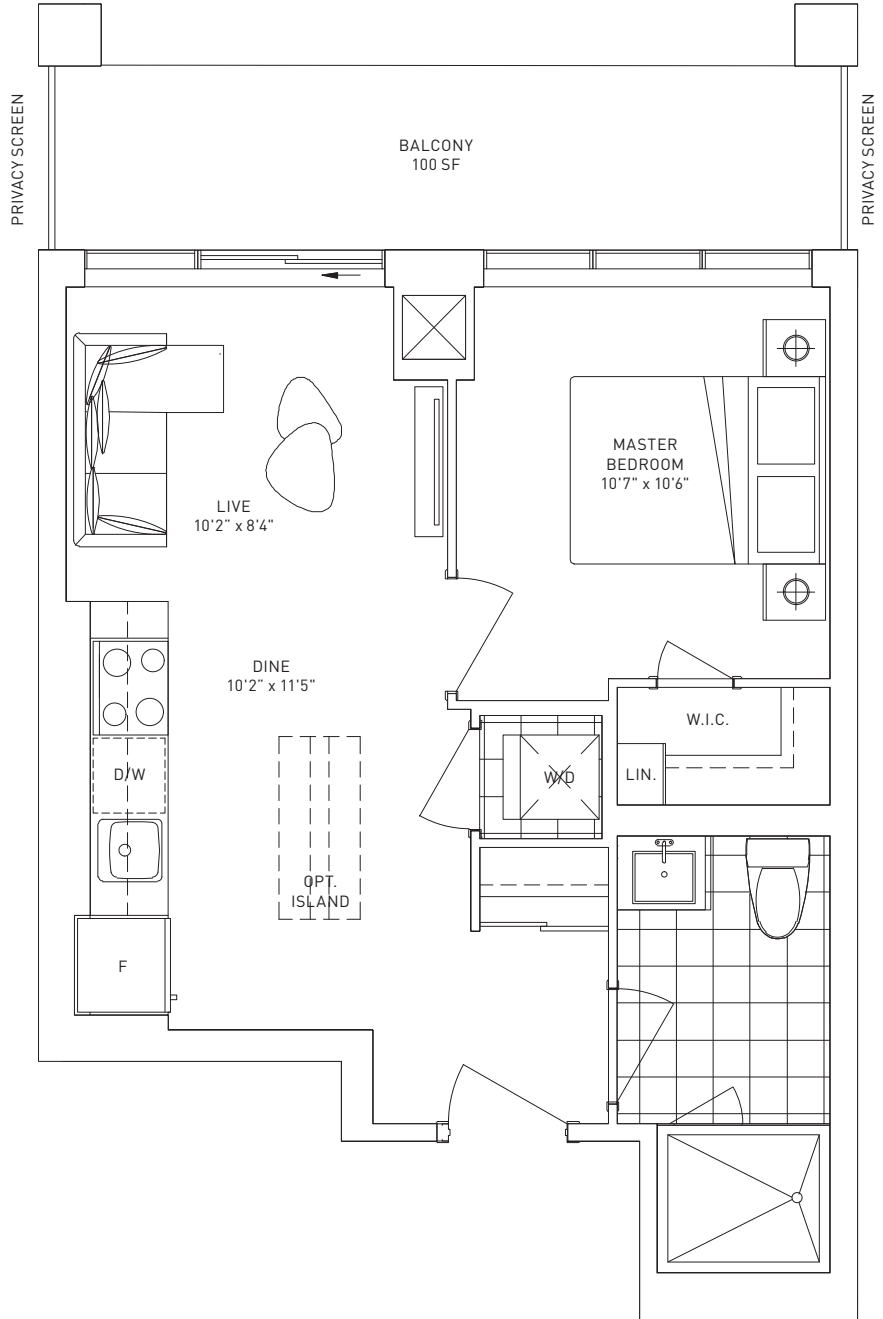 PRIVACY SCREEN
BALCONY
100 SF
PRIVACY SCREEN
MASTER
BEDROOM
10'7" x 10'6"
LIVE
10'2" x 8'4"
DINE
10'2" x 11'5"
W.I.C.
LIN.
D/W
W/D
OPT.
ISLAND
F